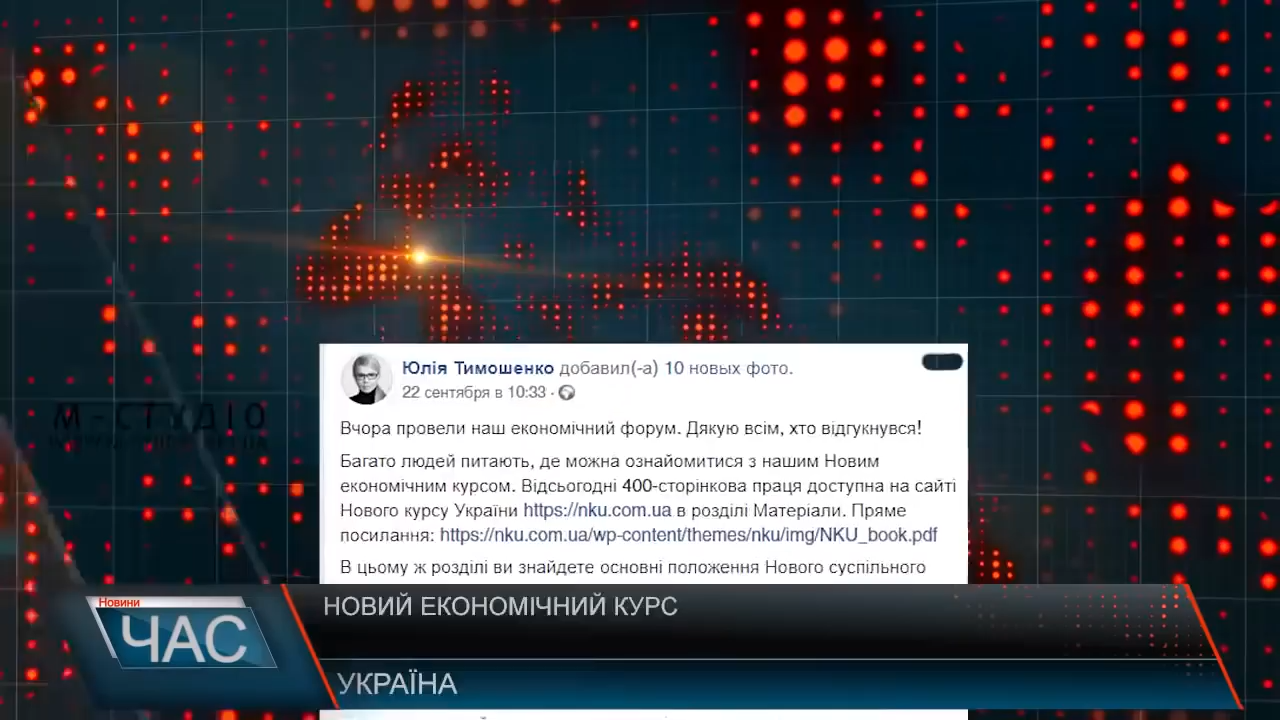 Юлія Тимошенко добавил(-а) 10 новых фото.
22 сентября в 10:33
Вчора провели наш економічний форум. Дякую всім, хто відгукнувся!
Багато людей питають, де можна ознайомитися з нашим Новим
економічним курсом. Відсьогодні 400-сторінкова праця доступна на сайті
Нового курсу України https://nku.com.ua в розділі Матеріали. Пряме
посилання: https://nku.com.ua/wp-content/themes/nku/img/NKU_book.pdf
В цьому ж розділі ви знайдете основні положення Нового суспільного
М-СТУДІО
Новини
ЧАС
НОВИЙ ЕКОНОМІЧНИЙ КУРС
УКРАЇНА